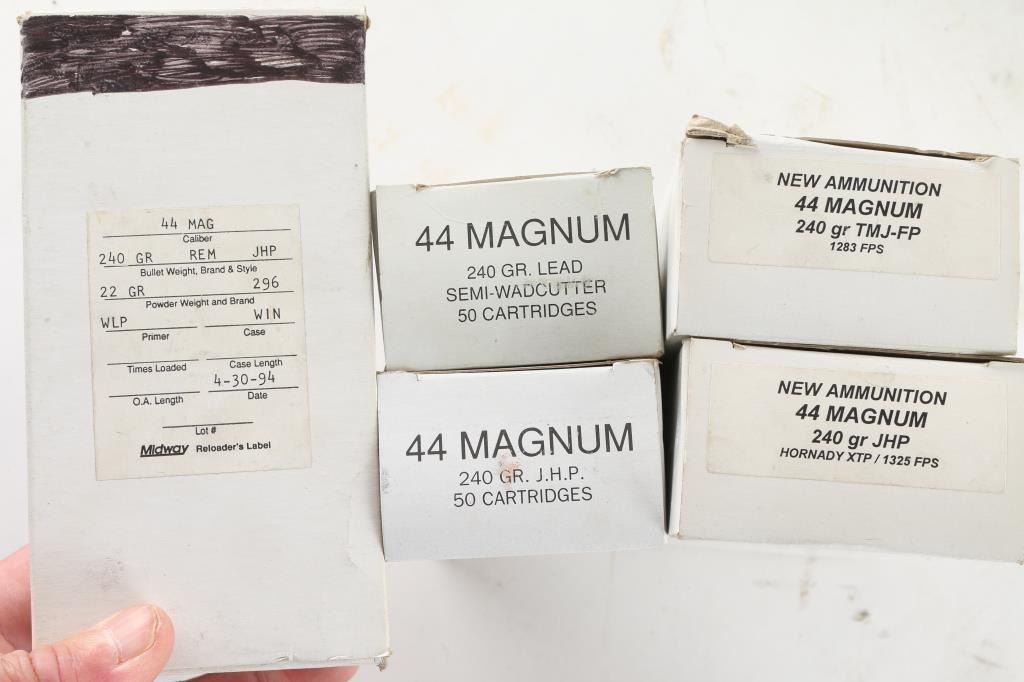 44 MAG
Caliber
240 GR REM JHP
Bullet Weight, Brand & Style
22 GR 296
Powder Weight and Brand
WLP WIN
Primer Case
Times Loaded Case Length
4-30-94
O.A. Length Date
Lot #
Midway Reloader's Label
44 MAGNUM
240 GR. LEAD
SEMI-WADCUTTER
50 CARTRIDGES
44 MAGNUM
240 GR. J.H.P.
50 CARTRIDGES
NEW AMMUNITION
44 MAGNUM
240 gr TMJ-FP
1283 FPS
NEW AMMUNITION
44 MAGNUM
240 gr JHP
HORNADY XTP / 1325 FPS